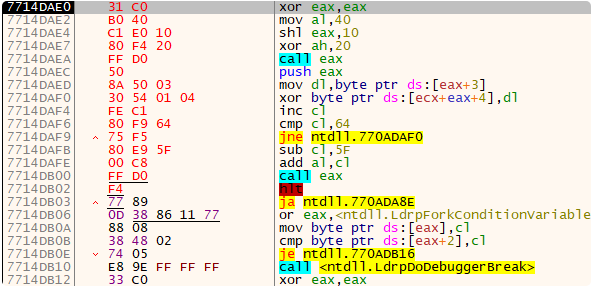 7714DAE0 31 C0 xor eax,eax
7714DAE2 B0 40 mov al,40
7714DAE4 C1 E0 10 shl eax,10
7714DAE7 80 F4 20 xor ah,20
7714DAEA FF D0 call eax
7714DAEC 50 push eax
7714DAED 8A 50 03 mov dl,byte ptr ds:[eax+3]
7714DAF0 30 54 01 04 xor byte ptr ds:[ecx+eax+4],dl
7714DAF4 FE C1 inc cl
7714DAF6 80 F9 64 cmp cl,64
7714DAF9 ^ 75 F5 jne ntdll.770ADAF0
7714DAFB 80 E9 5F sub cl,5F
7714DAFE 00 C8 add al,cl
7714DB00 FF D0 call eax
7714DB02 F4 hlt
7714DB03 ^ 77 89 ja ntdll.770ADA8E
7714DB06 0D 38 86 11 77 or eax,<ntdll.LdrpForkConditionVariable
7714DB0A 88 08 mov byte ptr ds:[eax],cl
7714DB0B 38 48 02 cmp byte ptr ds:[eax+2],cl
7714DB0E 74 05 je ntdll.770ADB16
7714DB10 E8 9E FF FF FF call <ntdll.LdrpDoDebuggerBreak>
7714DB12 33 C0 xor eax,eax